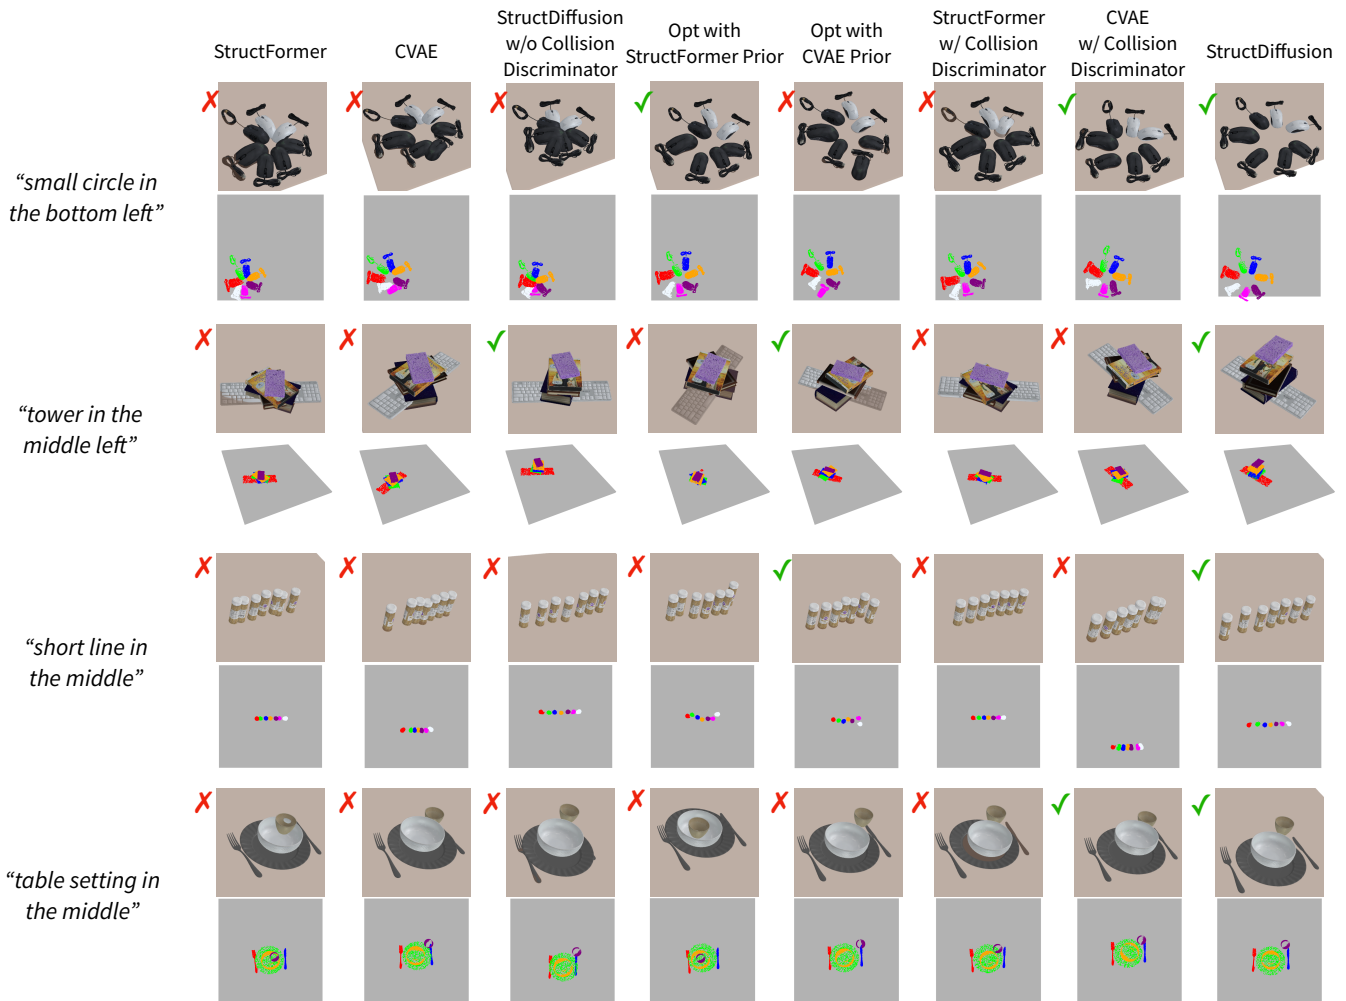 StructFormer
CVAE
StructDiffusion
w/o Collision
Discriminator
Opt with
StructFormer Prior
Opt with
CVAE Prior
StructFormer
w/ Collision
Discriminator
CVAE
w/ Collision
Discriminator
StructDiffusion
“small circle in
the bottom left”
“tower in the
middle left”
“short line in
the middle”
“table setting in
the middle”